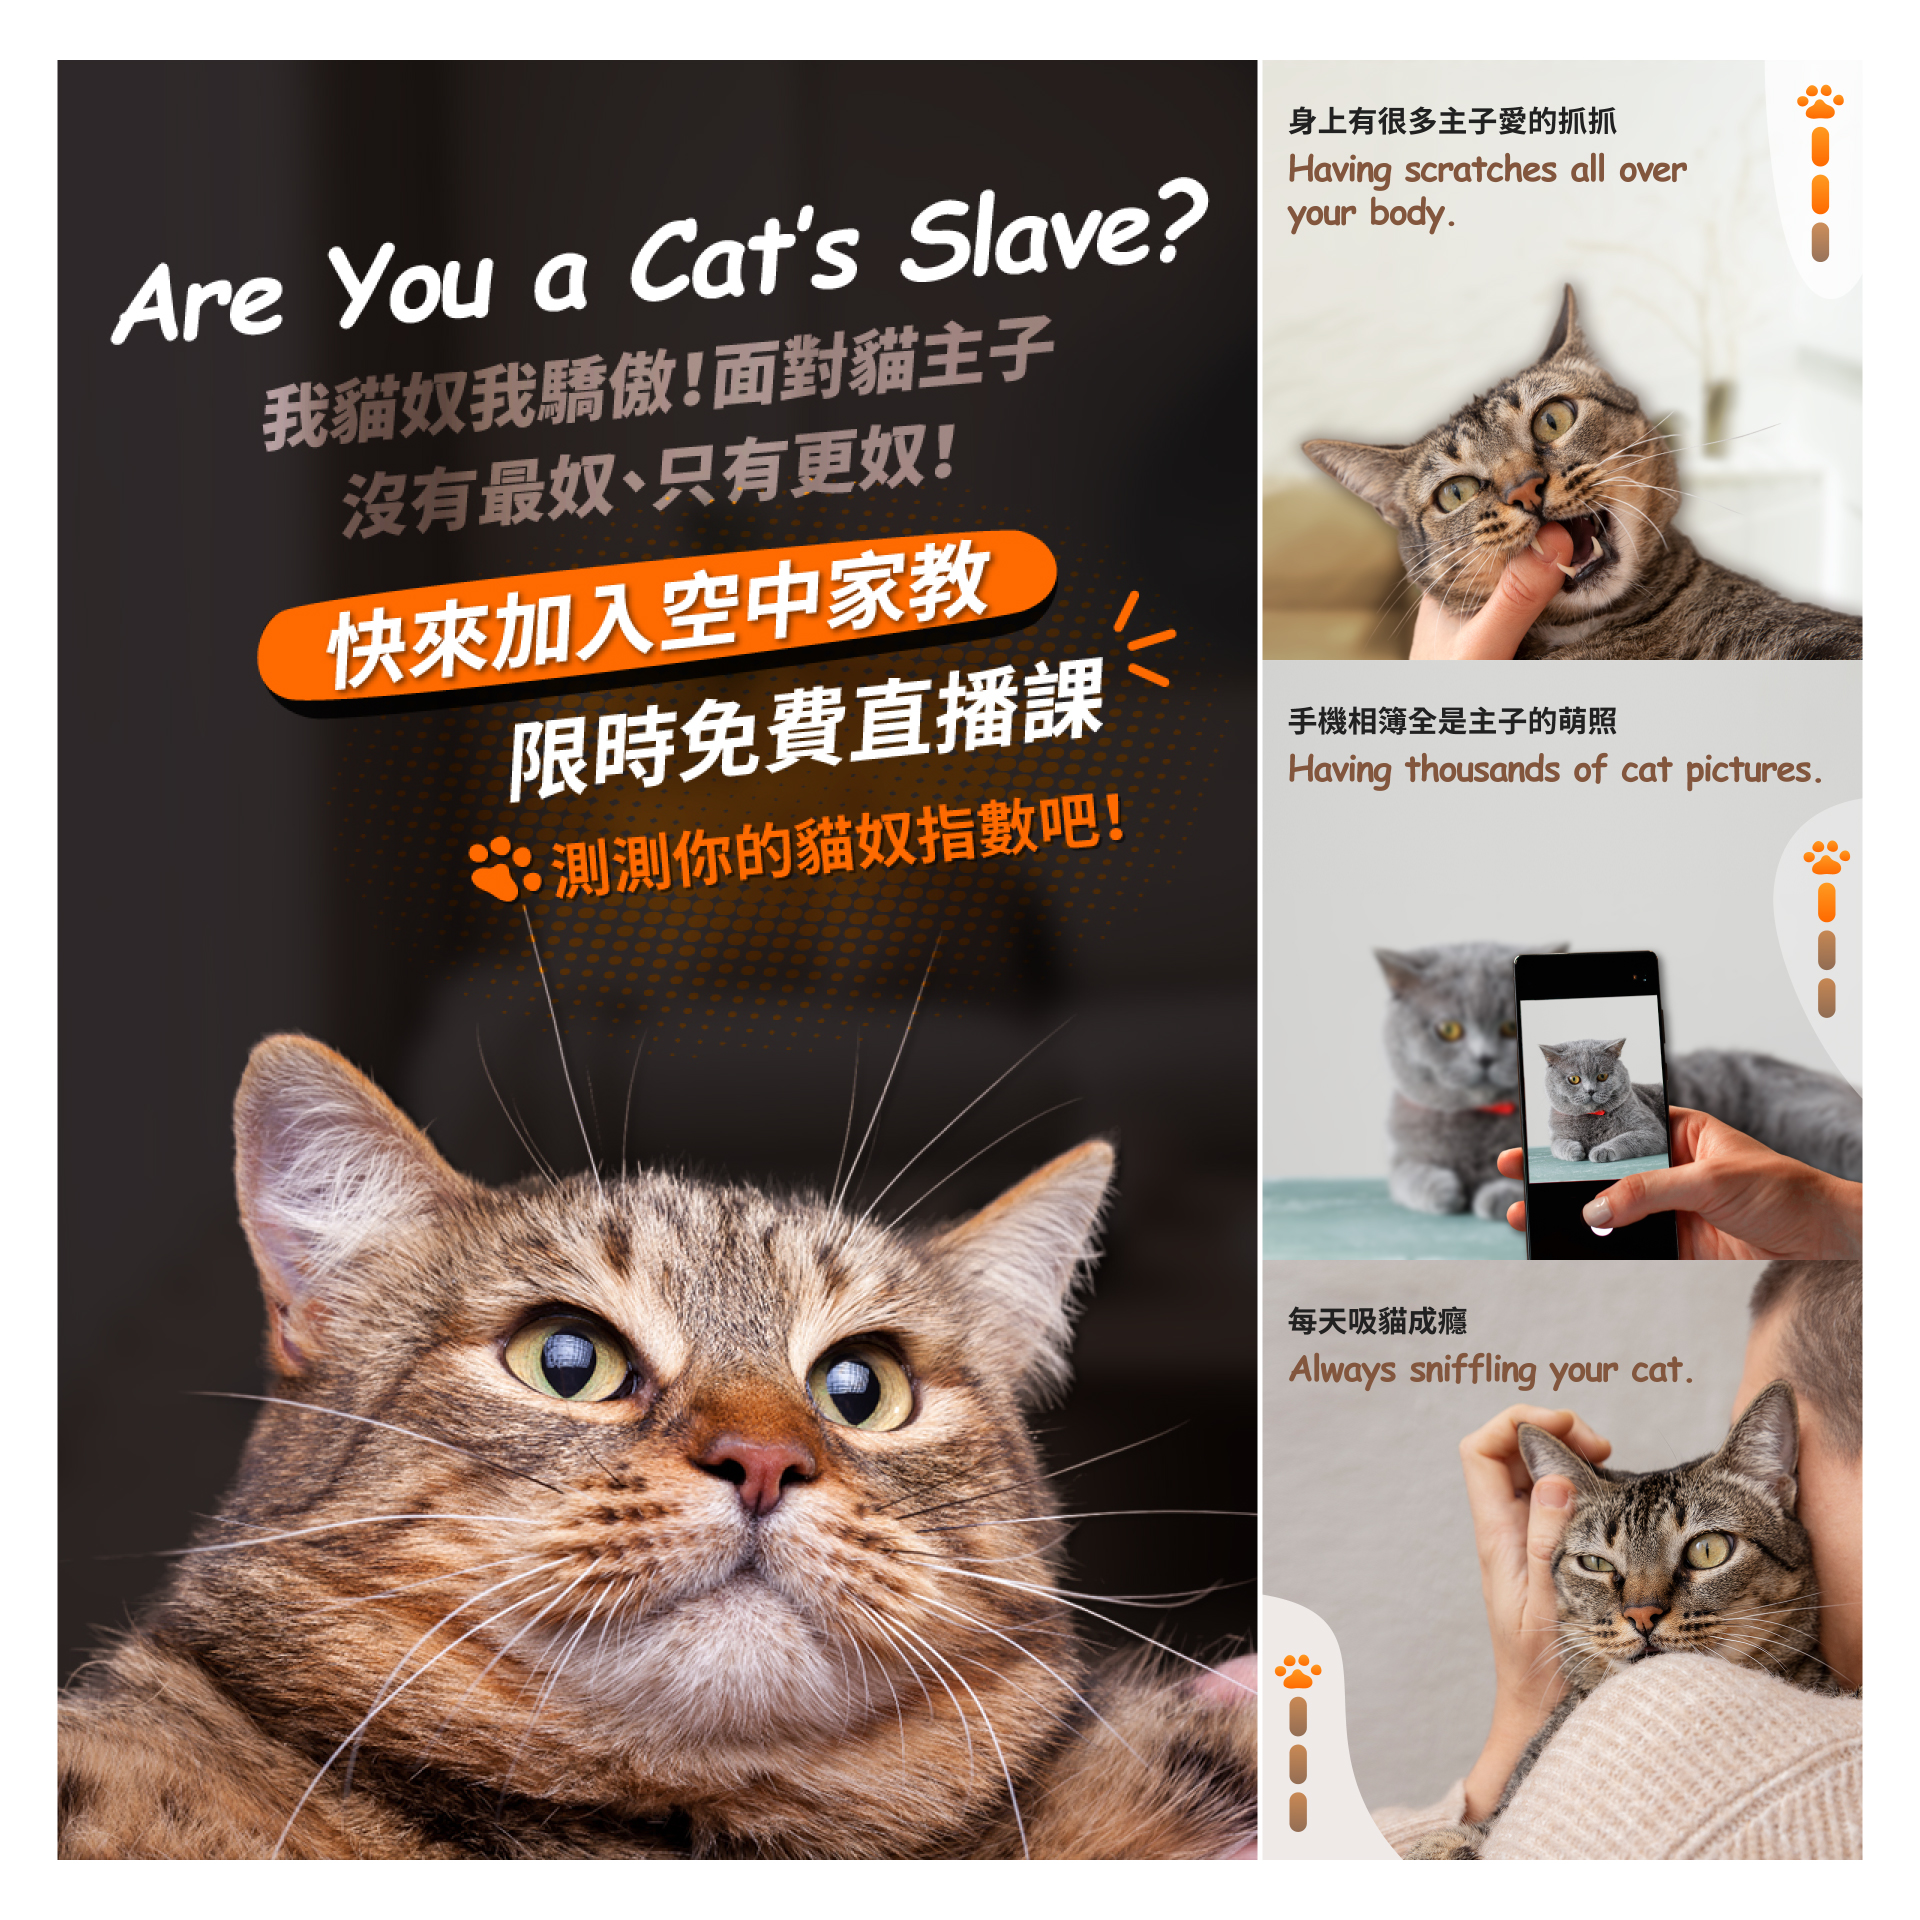 Are You a Cat's Slave?
我貓奴我驕傲！面對貓主子
沒有最奴、只有更奴！
快來加入空中家教
限時免費直播課
測測你的貓奴指數吧！
身上有很多主子愛的抓抓
Having scratches all over
your body.
手機相簿全是主子的萌照
Having thousands of cat pictures.
每天吸貓成癮
Always sniffling your cat.